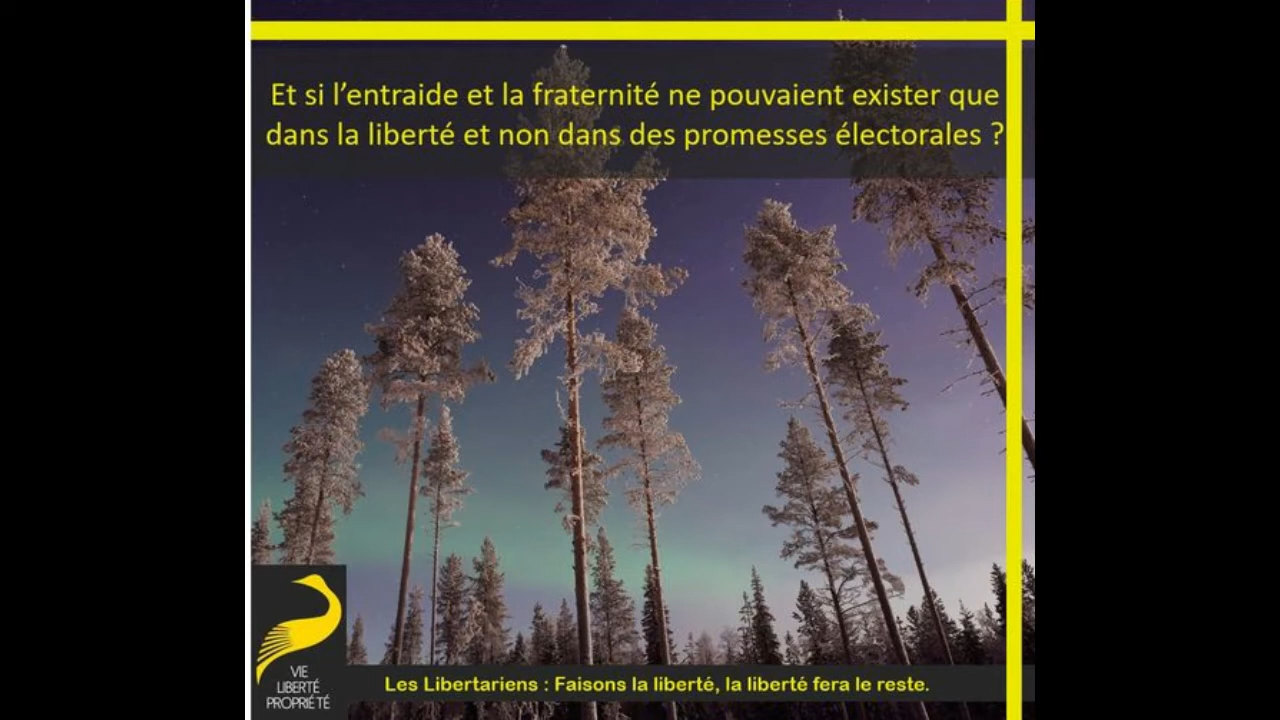 Et si l’entraide et la fraternité ne pouvaient exister que
dans la liberté et non dans des promesses électorales ?
VIE
LIBERTÉ
PROPRIÉTÉ
Les Libertariens : Faisons la liberté, la liberté fera le reste.